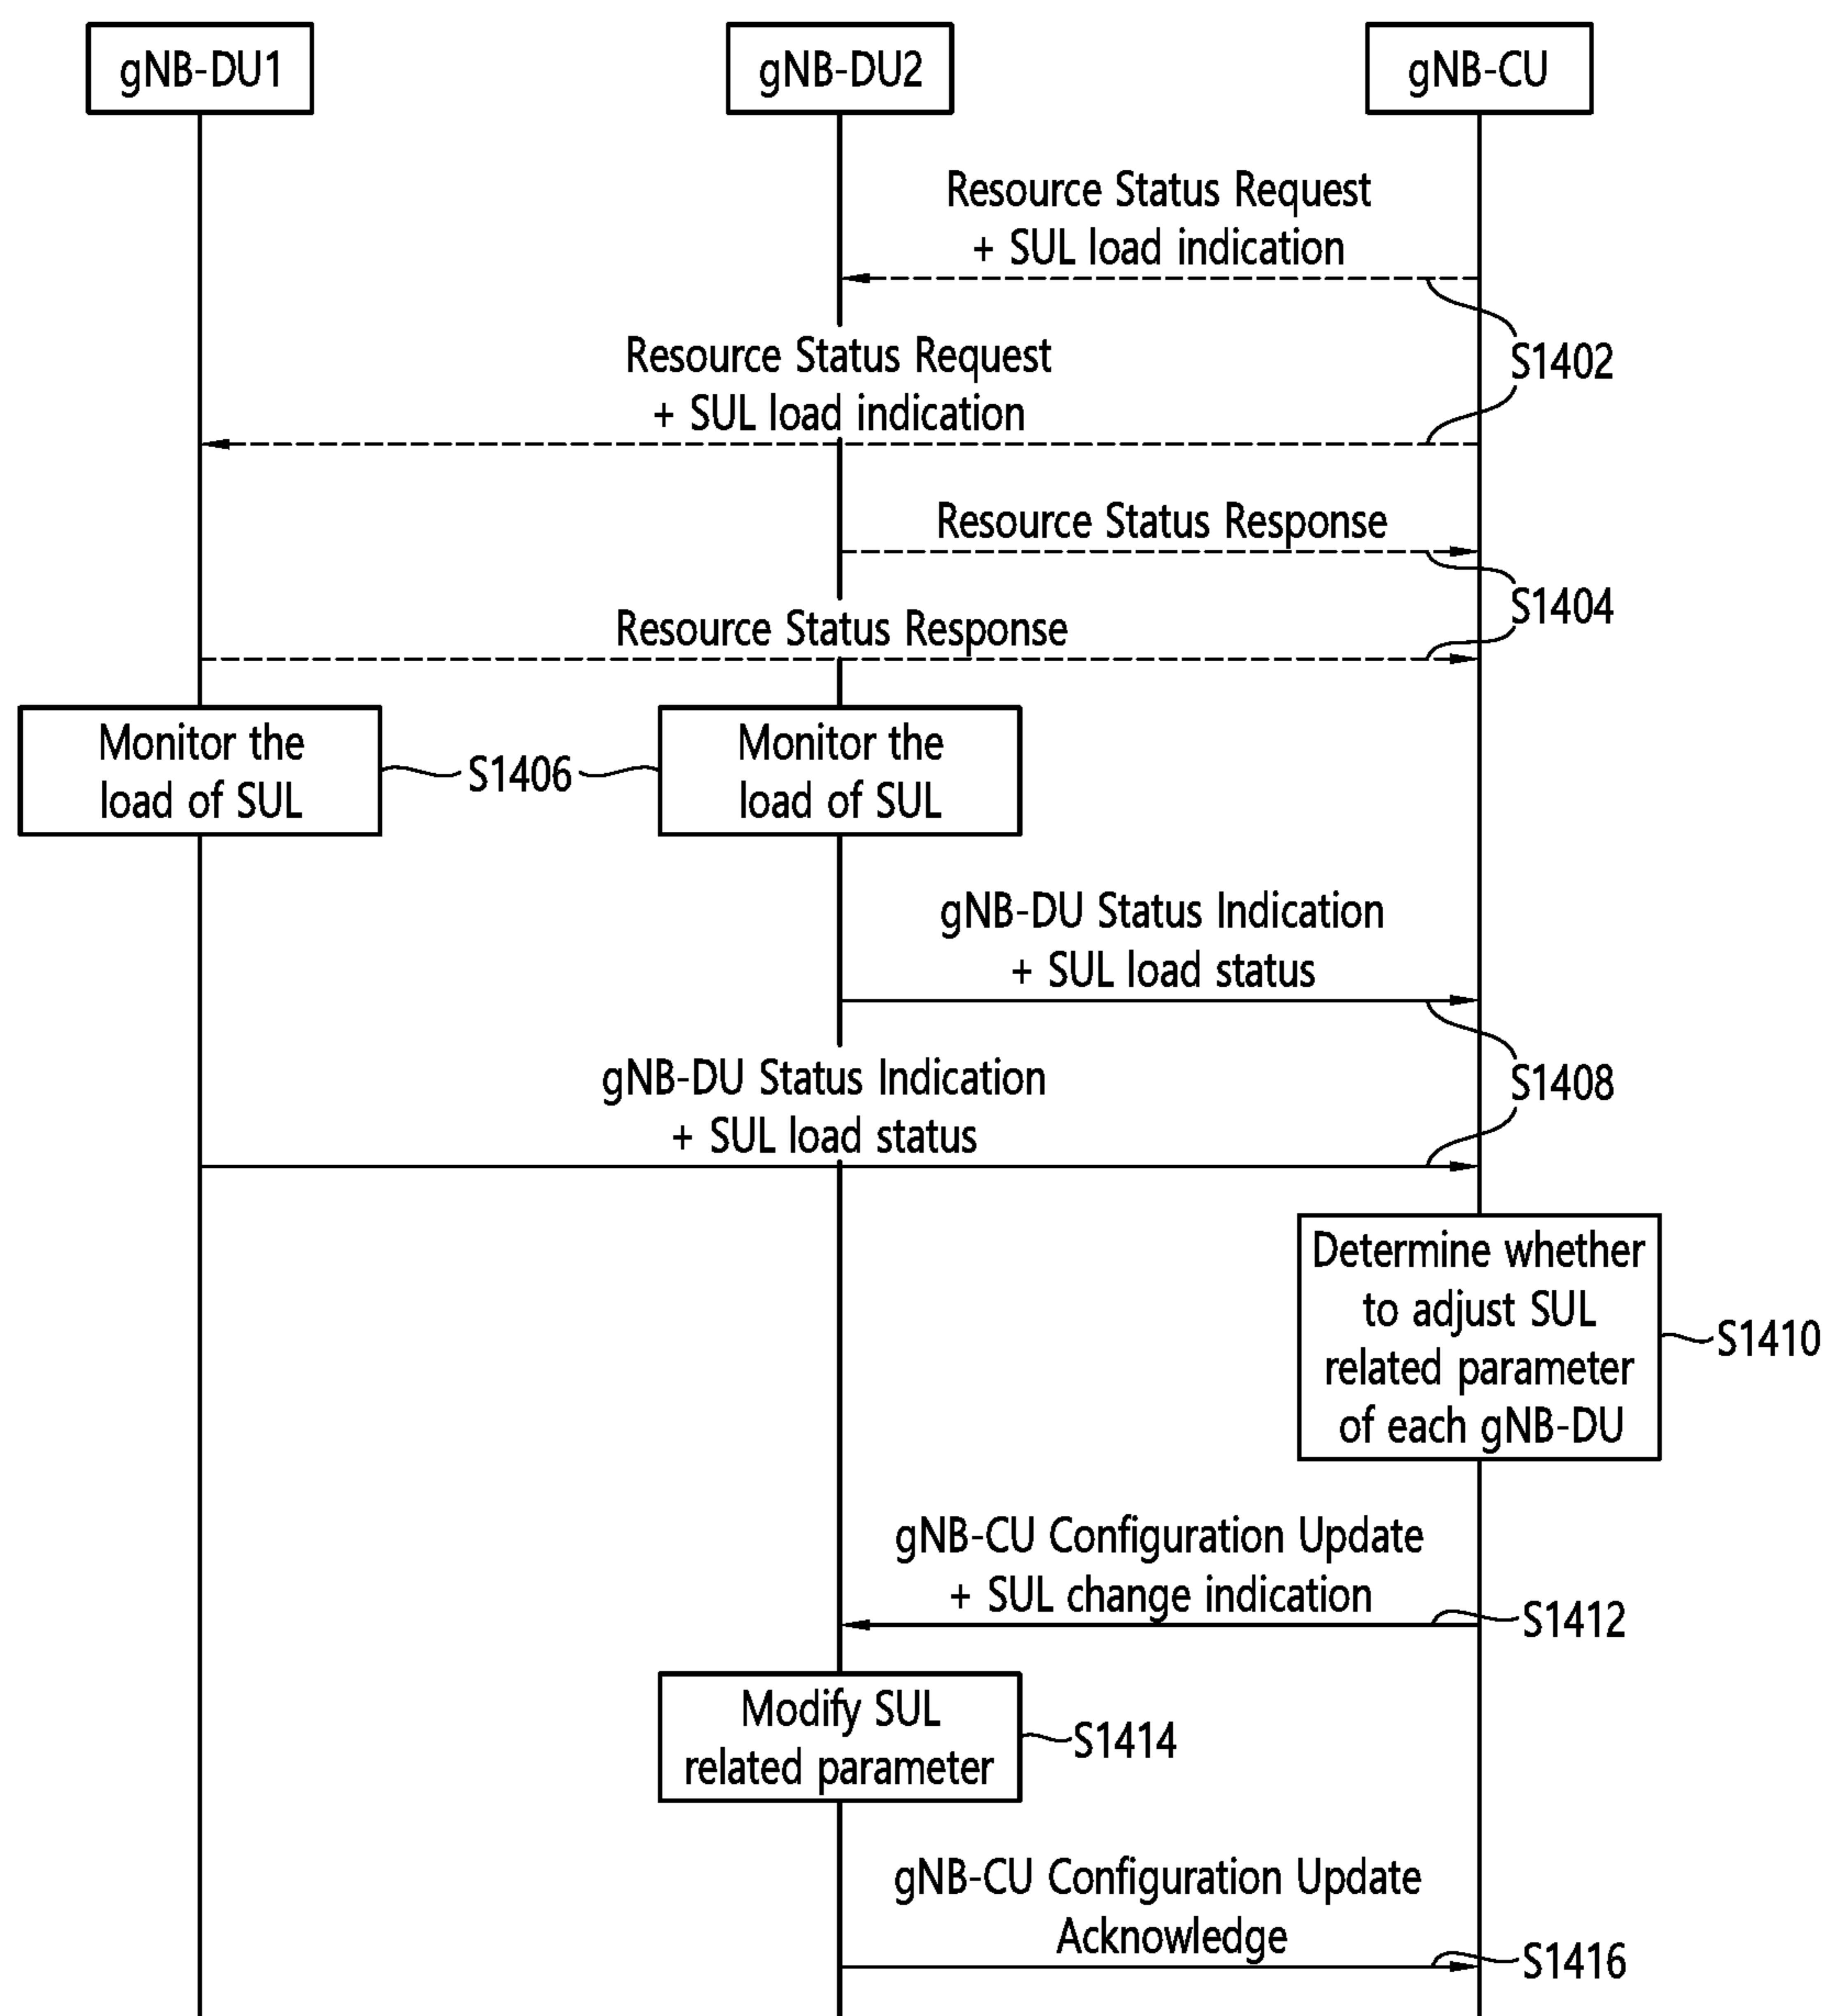 gNB-DU1
gNB-DU2
gNB-CU
Resource Status Request
+ SUL load indication
Resource Status Request
+ SUL load indication
S1402
Resource Status Response
Resource Status Response
S1404
Monitor the
load of SUL
S1406
Monitor the
load of SUL
gNB-DU Status Indication
+ SUL load status
gNB-DU Status Indication
+ SUL load status
S1408
Determine whether
to adjust SUL
related parameter
of each gNB-DU
S1410
gNB-CU Configuration Update
+ SUL change indication
S1412
Modify SUL
related parameter
S1414
gNB-CU Configuration Update
Acknowledge
S1416